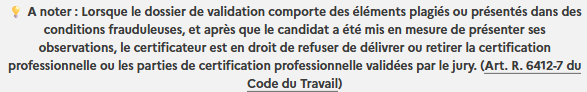 💡 A noter : Lorsque le dossier de validation comporte des éléments plagiés ou présentés dans des
conditions frauduleuses, et après que le candidat a été mis en mesure de présenter ses
observations, le certificateur est en droit de refuser de délivrer ou retirer la certification
professionnelle ou les parties de certification professionnelle validées par le jury. (Art. R. 6412-7 du
Code du Travail)